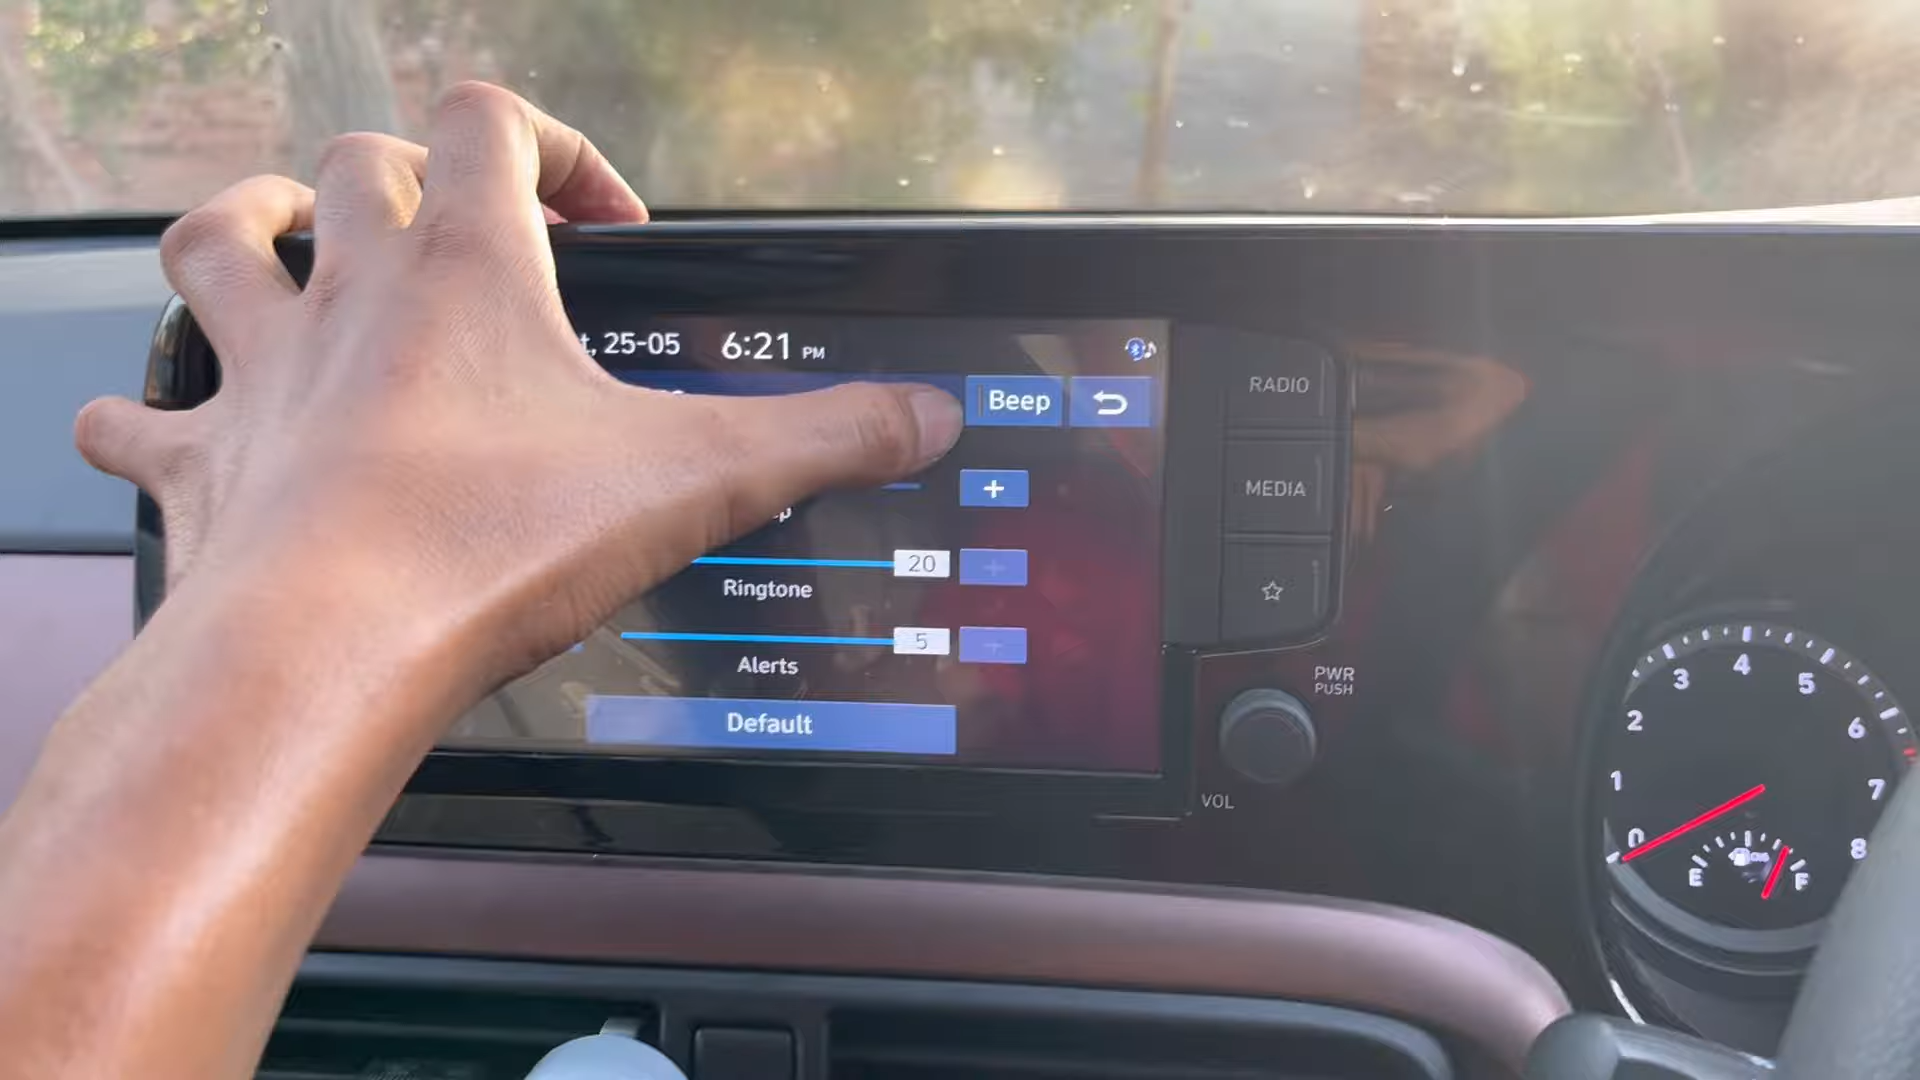 25-05 6:21 PM
Beep
+
20 +
Ringtone
5 +
Alerts
Default
RADIO
MEDIA
PWR
PUSH
VOL
0 1 2 3 4 5 6 7 8
E F